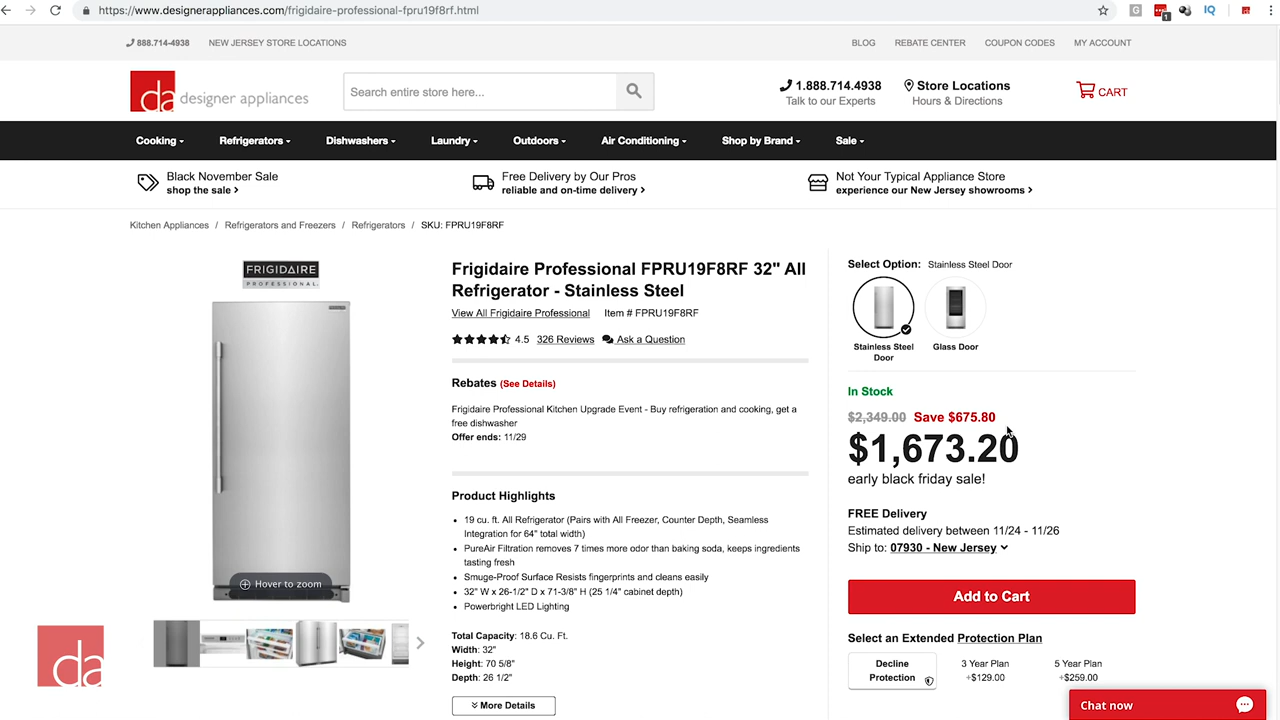 https://www.designerappliances.com/frigidaire-professional-fpru19f8rf.html
888.714-4938
NEW JERSEY STORE LOCATIONS
BLOG
REBATE CENTER
COUPON CODES
MY ACCOUNT
da designer appliances
Search entire store here...
1.888.714.4938
Talk to our Experts
Store Locations
Hours & Directions
CART
Cooking
Refrigerators
Dishwashers
Laundry
Outdoors
Air Conditioning
Shop by Brand
Sale
Black November Sale
shop the sale >
Free Delivery by Our Pros
reliable and on-time delivery >
Not Your Typical Appliance Store
experience our New Jersey showrooms >
Kitchen Appliances / Refrigerators and Freezers / Refrigerators / SKU: FPRU19F8RF
FRIGIDAIRE
PROFESSIONAL
Hover to zoom
da
Frigidaire Professional FPRU19F8RF 32" All
Refrigerator - Stainless Steel
View All Frigidaire Professional Item # FPRU19F8RF
4.5 326 Reviews Ask a Question
Rebates (See Details)
Frigidaire Professional Kitchen Upgrade Event - Buy refrigeration and cooking, get a
free dishwasher
Offer ends: 11/29
Product Highlights
• 19 cu. ft. All Refrigerator (Pairs with All Freezer, Counter Depth, Seamless
Integration for 64" total width)
• PureAir Filtration removes 7 times more odor than baking soda, keeps ingredients
tasting fresh
• Smuge-Proof Surface Resists fingerprints and cleans easily
• 32" W x 26-1/2" D x 71-3/8" H (25 1/4" cabinet depth)
• Powerbright LED Lighting
Total Capacity: 18.6 Cu. Ft.
Width: 32"
Height: 70 5/8"
Depth: 26 1/2"
More Details
Select Option: Stainless Steel Door
Stainless Steel
Door
Glass Door
In Stock
$2,349.00 Save $675.80
$1,673.20
early black friday sale!
FREE Delivery
Estimated delivery between 11/24 - 11/26
Ship to: 07930 - New Jersey
Add to Cart
Select an Extended Protection Plan
Decline
Protection
3 Year Plan
+$129.00
5 Year Plan
+$259.00
Chat now